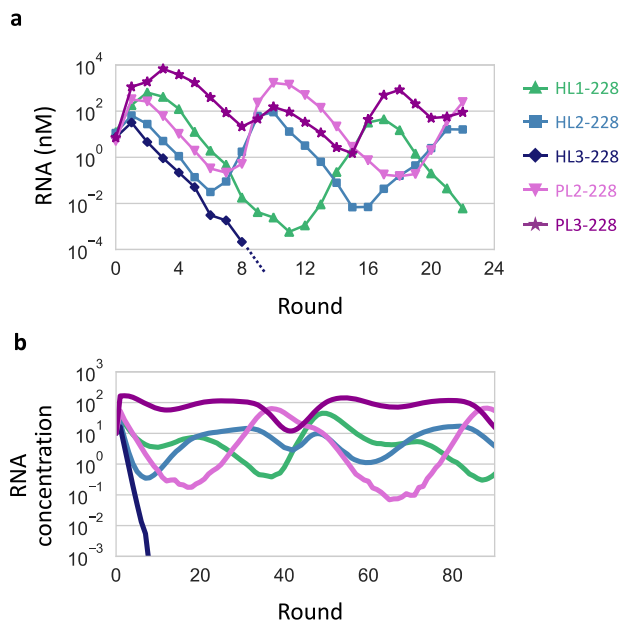 a
10^4
10^2
10^0
10^−2
10^−4
RNA (nM)
0 4 8 12 16 20 24
Round
HL1-228
HL2-228
HL3-228
PL2-228
PL3-228
b
10^3
10^2
10^1
10^0
10^−1
10^−2
10^−3
RNA
concentration
0 20 40 60 80
Round